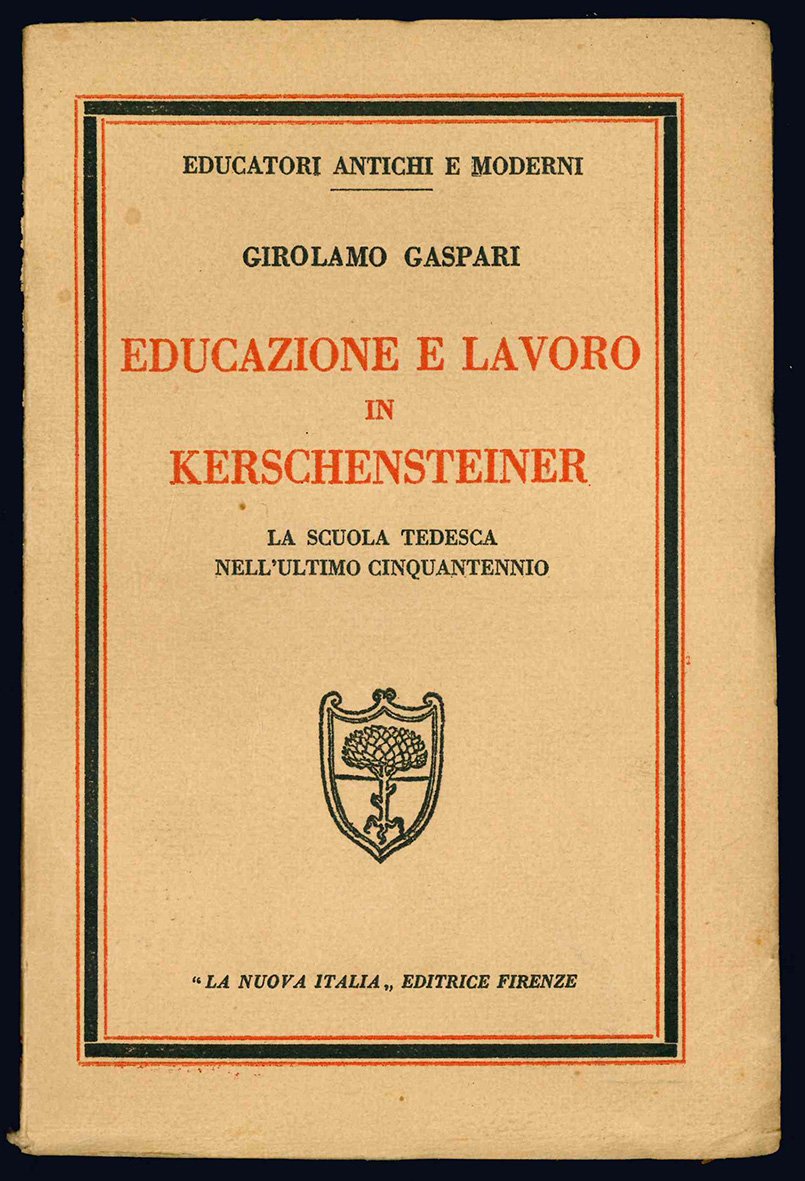 EDUCATORI ANTICHI E MODERNI
GIROLAMO GASPARI
EDUCAZIONE E LAVORO
IN
KERSCHENSTEINER
LA SCUOLA TEDESCA
NELL'ULTIMO CINQUANTENNIO
“LA NUOVA ITALIA„ EDITRICE FIRENZE